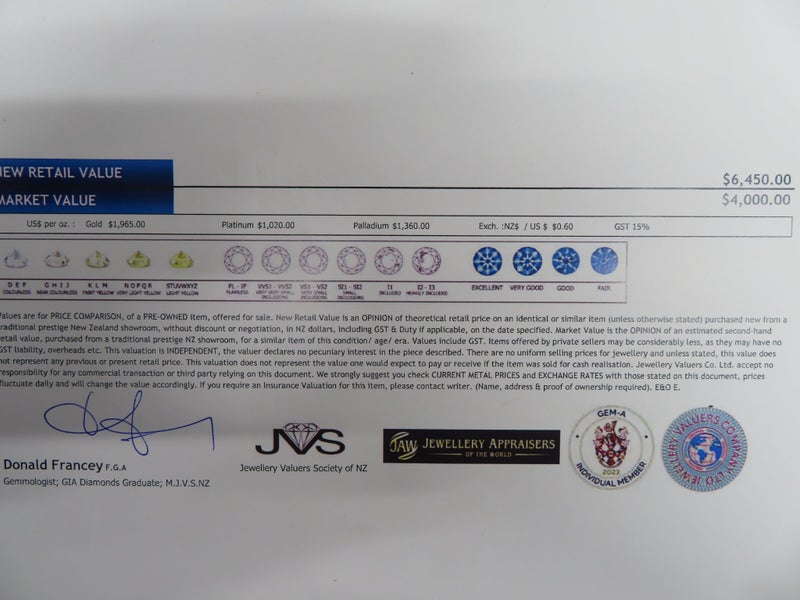 NEW RETAIL VALUE $6,450.00
MARKET VALUE $4,000.00
US$ per oz. : Gold $1,965.00 Platinum $1,020.00 Palladium $1,360.00 Exch. :NZ$ / US $ $0.60 GST 15%
D E F G H I J K L M N O P Q R STUVWXYZ FL - IF VVS1 - VVS2 VS1 - VS2 SI1 - SI2 I1 I2 - I3 EXCELLENT VERY GOOD GOOD FAIR
COLOURLESS NEAR COLOURLESS FAINT YELLOW VERY LIGHT YELLOW LIGHT YELLOW FLAWLESS VERY VERY SMALL INCLUSIONS VERY SMALL INCLUSIONS SMALL INCLUSIONS INCLUDED HEAVILY INCLUDED
Values are for PRICE COMPARISON, of a PRE-OWNED item, offered for sale. New Retail Value is an OPINION of theoretical retail price on an identical or similar item (unless otherwise stated) purchased new from a
traditional prestige New Zealand showroom, without discount or negotiation, in NZ dollars, including GST & Duty if applicable, on the date specified. Market Value is the OPINION of an estimated second-hand
retail value, purchased from a traditional prestige NZ showroom, for a similar item of this condition/ age/ era. Values include GST. Items offered by private sellers may be considerably less, as they may have no
GST liability, overheads etc. This valuation is INDEPENDENT, the valuer declares no pecuniary interest in the piece described. There are no uniform selling prices for jewellery and unless stated, this value does
not represent any previous or present retail price. This valuation does not represent the value one would expect to pay or receive if the item was sold for cash realisation. Jewellery Valuers Co. Ltd. accept no
responsibility for any commercial transaction or third party relying on this document. We strongly suggest you check CURRENT METAL PRICES and EXCHANGE RATES with those stated on this document, prices
fluctuate daily and will change the value accordingly. If you require an Insurance Valuation for this item, please contact writer. (Name, address & proof of ownership required). E&O E.
Donald Francey F.G.A
Gemmologist; GIA Diamonds Graduate; M.J.V.S.NZ
JVS
Jewellery Valuers Society of NZ
JAW JEWELLERY APPRAISERS
OF THE WORLD
GEM-A
2023
INDIVIDUAL MEMBER
JEWELLERY VALUERS COMPANY LTD